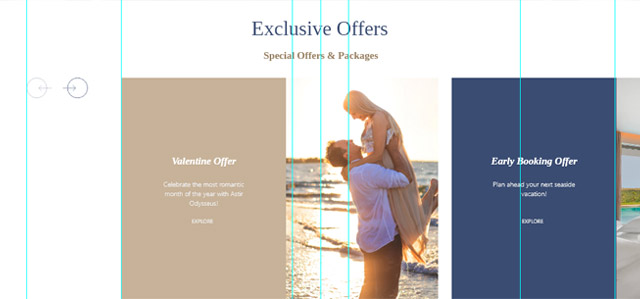 Exclusive Offers
Special Offers & Packages
Valentine Offer
Celebrate the most romantic
month of the year with Astir
Odysseus!
EXPLORE
Early Booking Offer
Plan ahead your next seaside
vacation!
EXPLORE